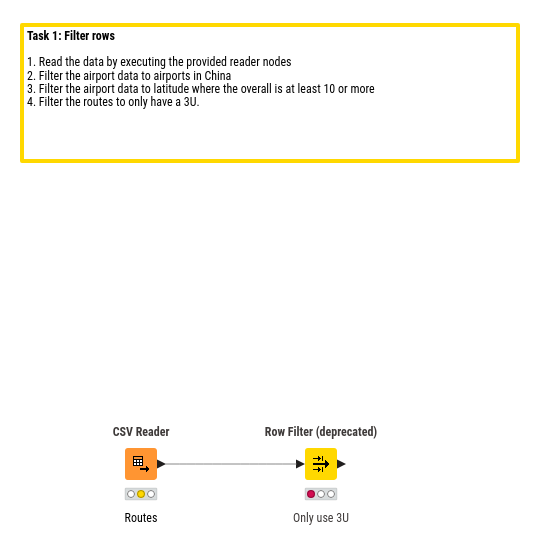 Task 1: Filter rows
1. Read the data by executing the provided reader nodes
2. Filter the airport data to airports in China
3. Filter the airport data to latitude where the overall is at least 10 or more
4. Filter the routes to only have a 3U.
CSV Reader
Row Filter (deprecated)
Routes
Only use 3U